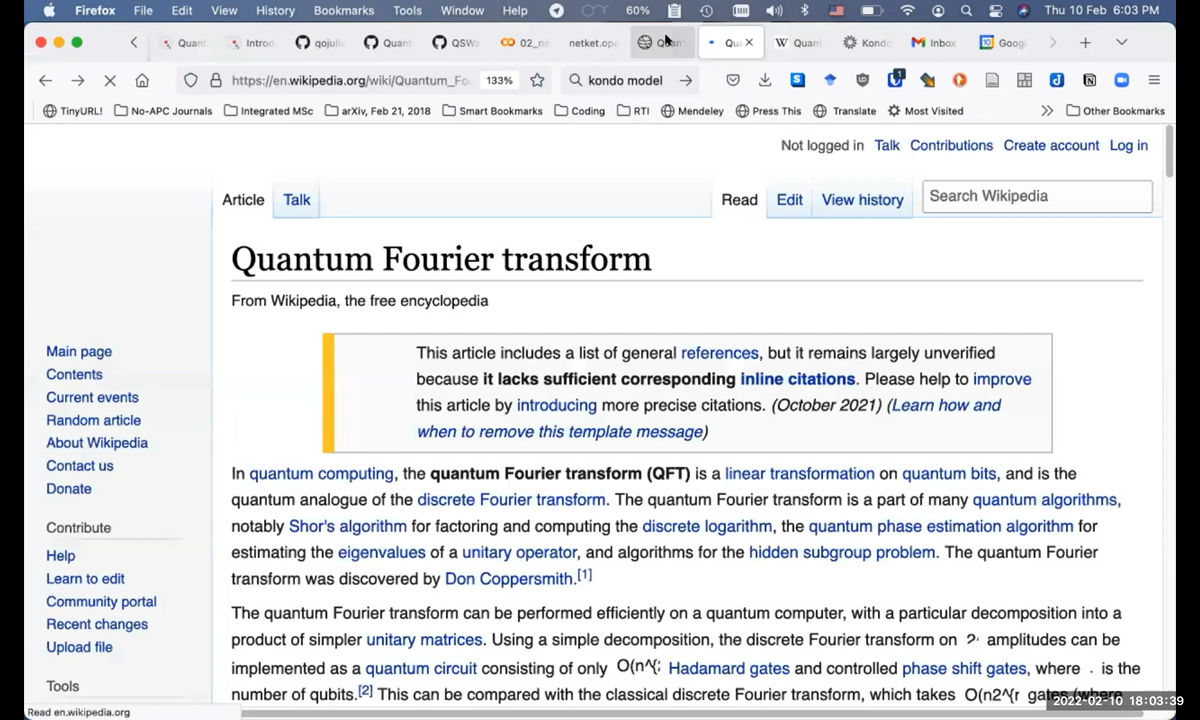 Firefox File Edit View History Bookmarks Tools Window Help 60% Thu 10 Feb 6:03 PM
Quant Introd qojulia Quant QSWa 02_n netket.ope Quan Qu Quant Kondo Inbox Googl
https://en.wikipedia.org/wiki/Quantum_Fo 133% kondo model
TinyURL! No-APC Journals Integrated MSc arXiv, Feb 21, 2018 Smart Bookmarks Coding RTI Mendeley Press This Translate Most Visited Other Bookmarks
Not logged in Talk Contributions Create account Log in
Article Talk Read Edit View history Search Wikipedia
Quantum Fourier transform
From Wikipedia, the free encyclopedia
This article includes a list of general references, but it remains largely unverified
because it lacks sufficient corresponding inline citations. Please help to improve
this article by introducing more precise citations. (October 2021) (Learn how and
when to remove this template message)
Main page
Contents
Current events
Random article
About Wikipedia
Contact us
Donate
Contribute
Help
Learn to edit
Community portal
Recent changes
Upload file
Tools
In quantum computing, the quantum Fourier transform (QFT) is a linear transformation on quantum bits, and is the
quantum analogue of the discrete Fourier transform. The quantum Fourier transform is a part of many quantum algorithms,
notably Shor's algorithm for factoring and computing the discrete logarithm, the quantum phase estimation algorithm for
estimating the eigenvalues of a unitary operator, and algorithms for the hidden subgroup problem. The quantum Fourier
transform was discovered by Don Coppersmith.[1]
The quantum Fourier transform can be performed efficiently on a quantum computer, with a particular decomposition into a
product of simpler unitary matrices. Using a simple decomposition, the discrete Fourier transform on amplitudes can be
implemented as a quantum circuit consisting of only O(n^{ Hadamard gates and controlled phase shift gates, where is the
number of qubits.[2] This can be compared with the classical discrete Fourier transform, which takes O(n2^{ gates (where
Read en.wikipedia.org
2022-02-10 18:03:39